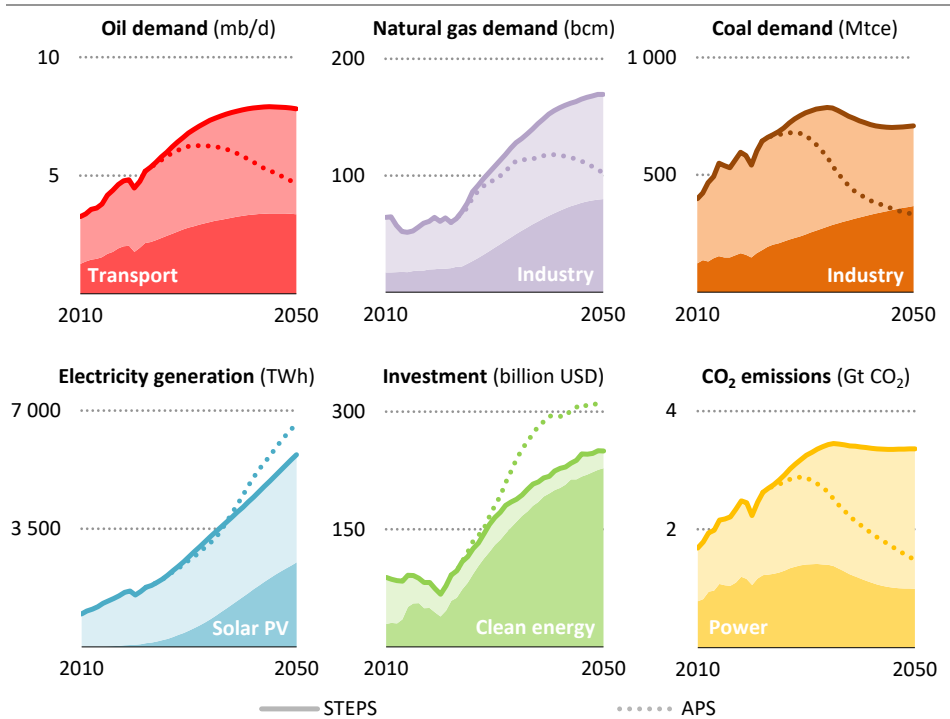 Oil demand (mb/d)
10
5
Transport
2010 2050
Natural gas demand (bcm)
200
100
Industry
2010 2050
Coal demand (Mtce)
1 000
500
Industry
2010 2050
Electricity generation (TWh)
7 000
3 500
Solar PV
2010 2050
Investment (billion USD)
300
150
Clean energy
2010 2050
CO₂ emissions (Gt CO₂)
4
2
Power
2010 2050
STEPS APS